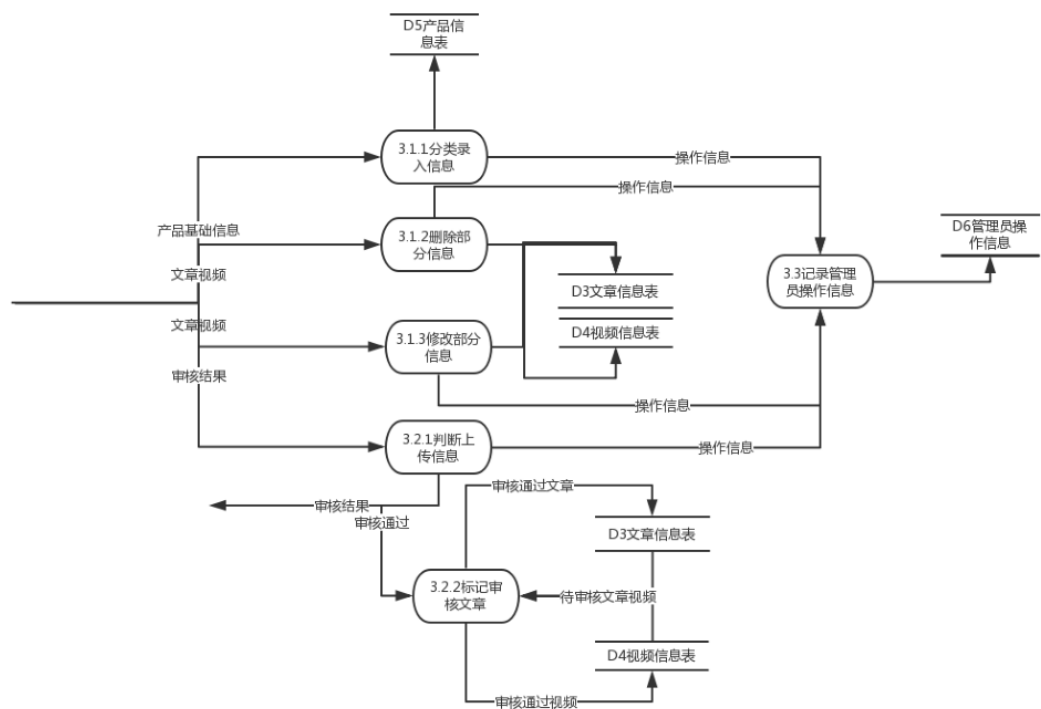 D5产品信
息表
3.1.1分类录
入信息
操作信息
操作信息
产品基础信息
3.1.2删除部
分信息
D6管理员操
作信息
文章视频
3.3记录管理
员操作信息
D3文章信息表
文章视频
D4视频信息表
3.1.3修改部分
信息
审核结果
操作信息
3.2.1判断上
传信息
操作信息
审核通过文章
审核结果
审核通过
D3文章信息表
3.2.2标记审
核文章
待审核文章视频
D4视频信息表
审核通过视频